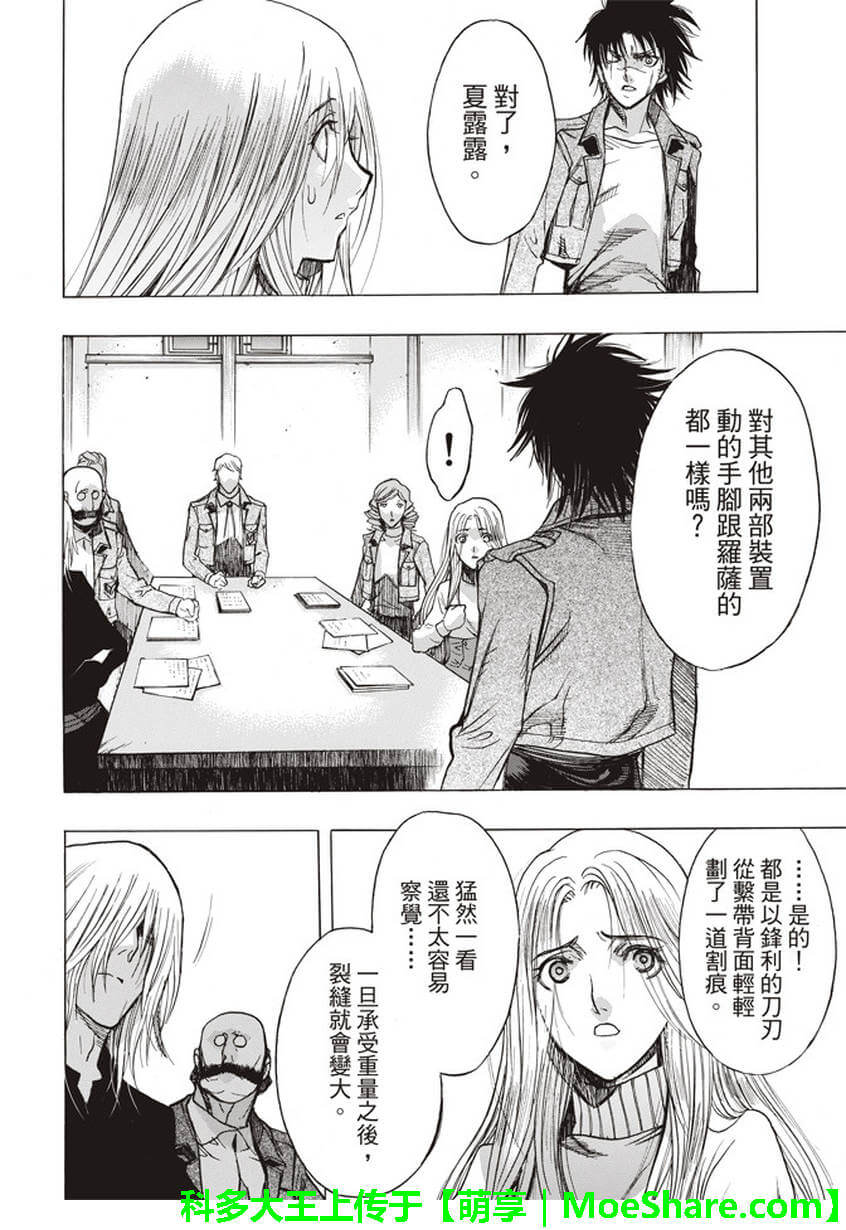 對了，
夏露露。
對其他兩部裝置
動的手腳跟羅薩的
都一樣嗎？
！
……是的！
都是以鋒利的刀刃
從繫帶背面輕輕
劃了一道割痕。
猛然一看
還不太容易
察覺……
一旦承受重量之後，
裂縫就會變大。
科多大王上传于【萌享｜MoeShare.com】